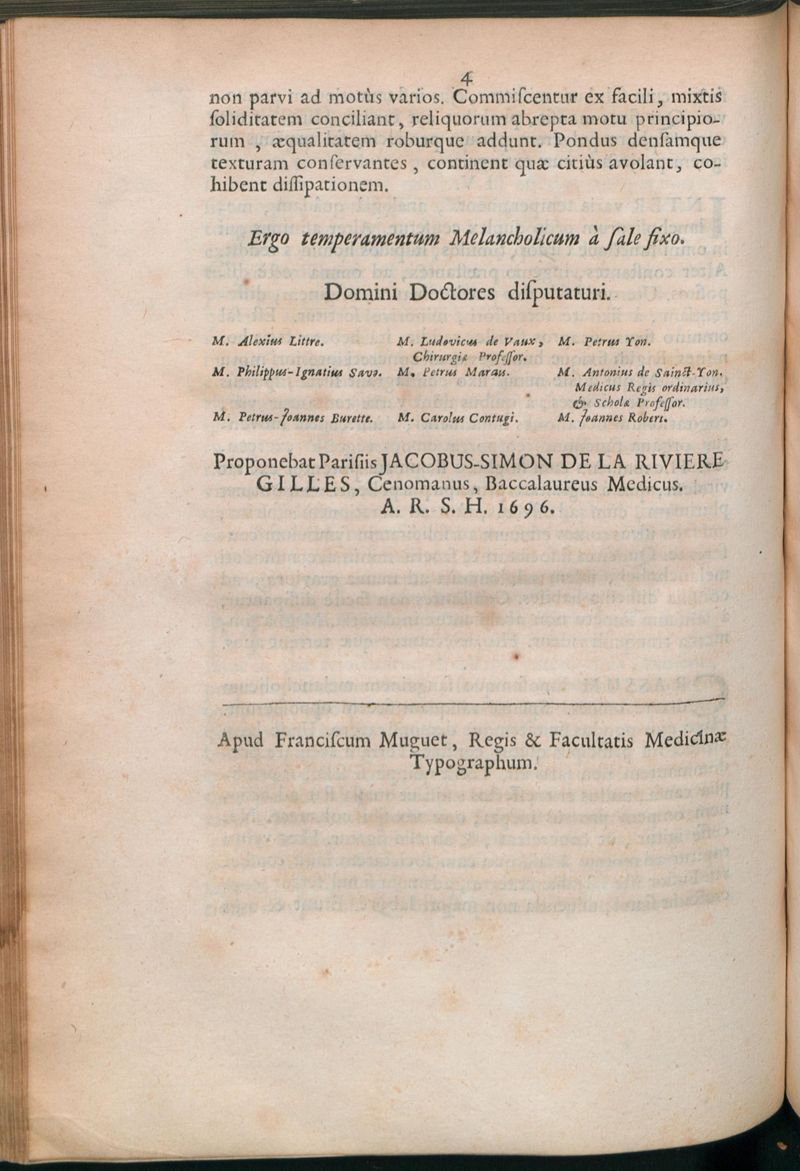 4
non parvi ad motùs varios. Commiſcentur ex facili, mixtis
ſoliditatem conciliant, reliquorum abrepta motu principio-
rum , æqualitatem roburque addunt. Pondus denſamque
texturam conſervantes , continent quæ citiùs avolant, co-
hibent diſſipationem.
Ergo temperamentum Melancholicum à ſale fixo.
Domini Doctores diſputaturi.
M. Alexius Littre. M. Ludovicus de Vaux, M. Petrus Yon.
Chirurgiæ Profeſſor.
M. Philippus-Ignatius Savo. M. Petrus Marais. M. Antonius de Sainct-Yon,
Medicus Regis ordinarius,
& Scholæ Profeſſor.
M. Petrus-Joannes Burette. M. Carolus Contugi. M. Joannes Robert.
Proponebat Pariſiis JACOBUS-SIMON DE LA RIVIERE
GILLES, Cenomanus, Baccalaureus Medicus.
A. R. S. H. 1696.
Apud Franciſcum Muguet, Regis & Facultatis Medicinæ
Typographum.